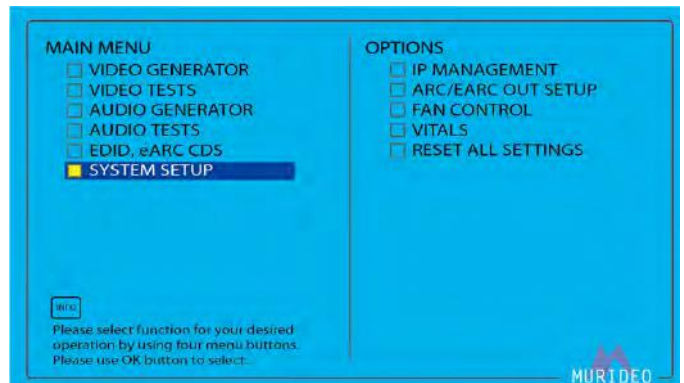 MAIN MENU
VIDEO GENERATOR
VIDEO TESTS
AUDIO GENERATOR
AUDIO TESTS
EDID, eARC CDS
SYSTEM SETUP
OPTIONS
IP MANAGEMENT
ARC/EARC OUT SETUP
FAN CONTROL
VITALS
RESET ALL SETTINGS
INFO
Please select function for your desired
operation by using four menu buttons.
Please use OK button to select...
MURIDEO